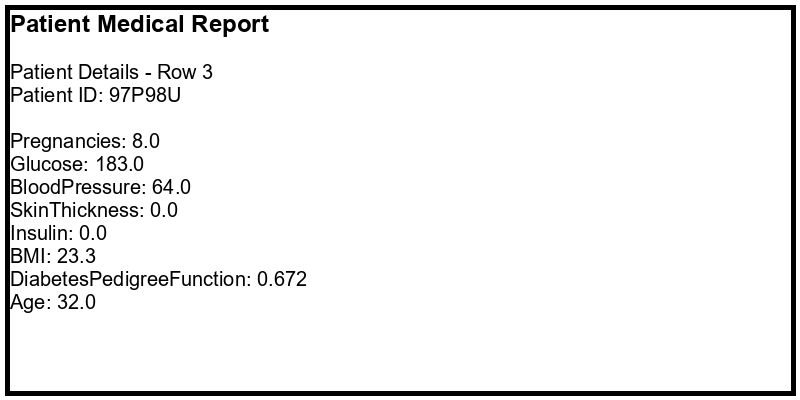 Patient Medical Report
Patient Details - Row 3
Patient ID: 97P98U
Pregnancies: 8.0
Glucose: 183.0
BloodPressure: 64.0
SkinThickness: 0.0
Insulin: 0.0
BMI: 23.3
DiabetesPedigreeFunction: 0.672
Age: 32.0